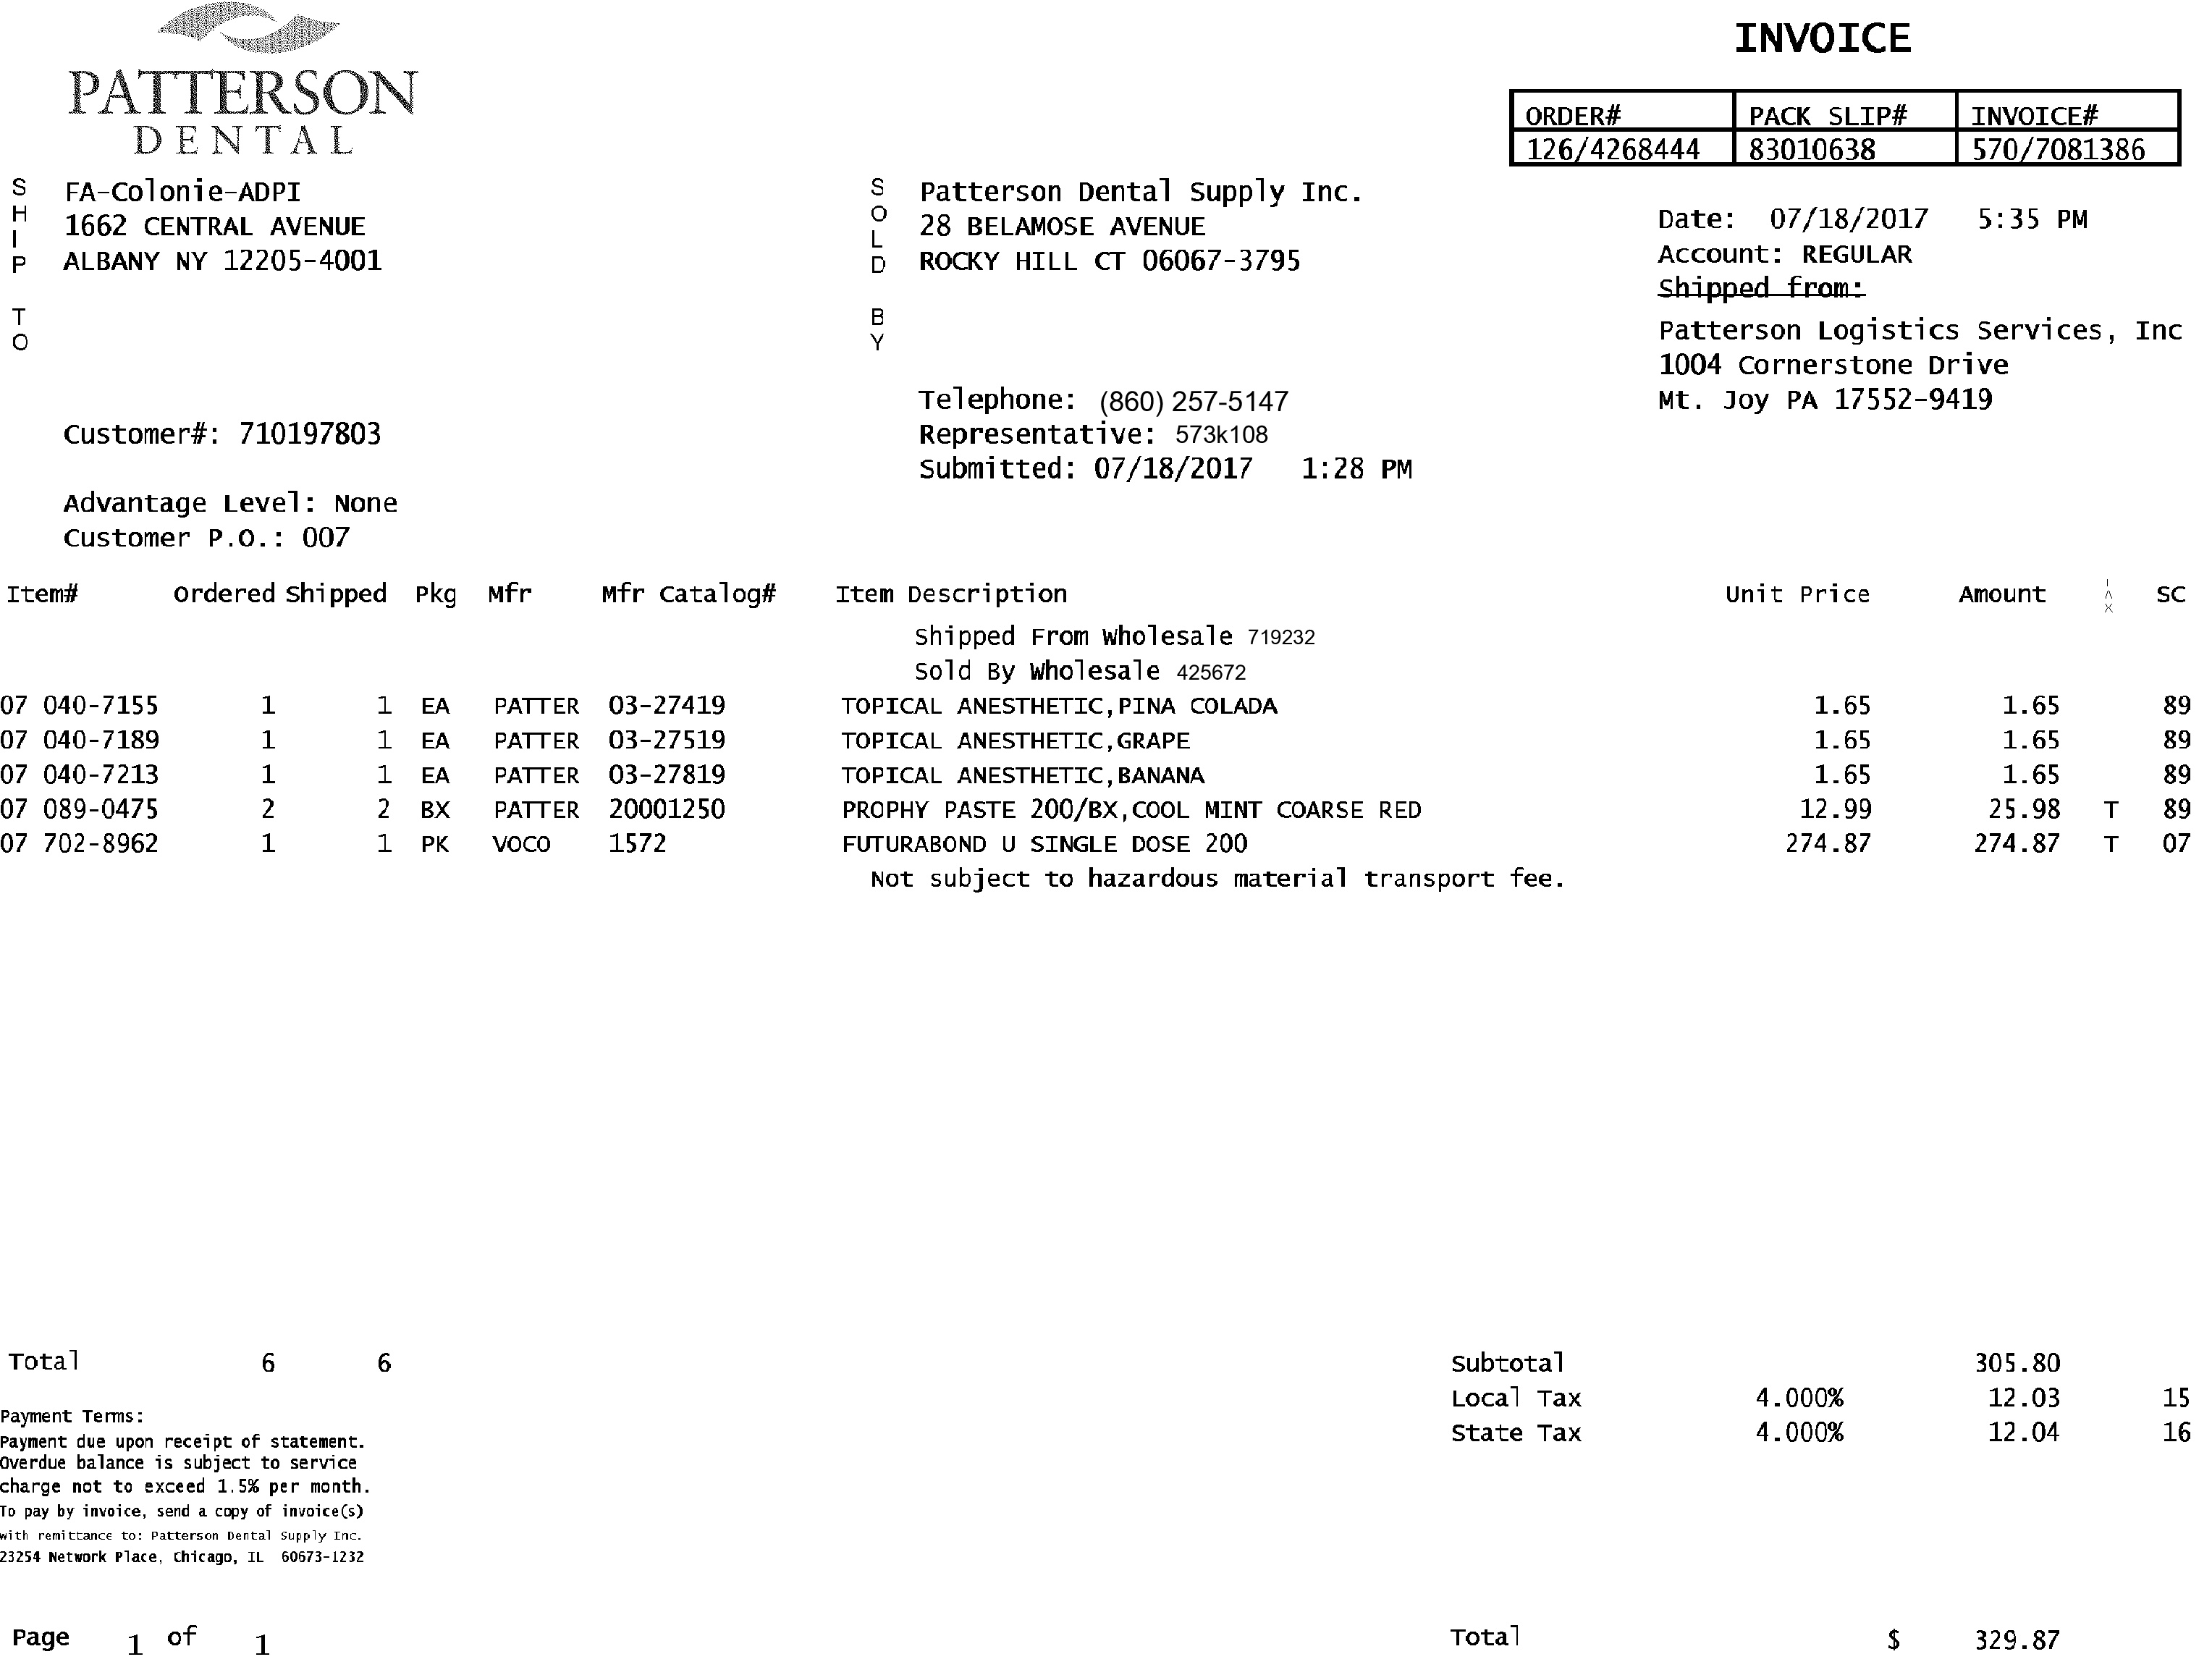 PATTERSON
DENTAL
INVOICE
ORDER# PACK SLIP# INVOICE#
126/4268444 83010638 570/7081386
SHIP TO
FA-Colonie-ADPI
1662 CENTRAL AVENUE
ALBANY NY 12205-4001
Customer#: 710197803
Advantage Level: None
Customer P.O.: 007
SOLD BY
Patterson Dental Supply Inc.
28 BELAMOSE AVENUE
ROCKY HILL CT 06067-3795
Telephone: (860) 257-5147
Representative: 573k108
Submitted: 07/18/2017 1:28 PM
Date: 07/18/2017 5:35 PM
Account: REGULAR
Shipped from:
Patterson Logistics Services, Inc
1004 Cornerstone Drive
Mt. Joy PA 17552-9419
Item# Ordered Shipped Pkg Mfr Mfr Catalog# Item Description Unit Price Amount TAX SC
Shipped From Wholesale 719232
Sold By Wholesale 425672
07 040-7155 1 1 EA PATTER 03-27419 TOPICAL ANESTHETIC,PINA COLADA 1.65 1.65 89
07 040-7189 1 1 EA PATTER 03-27519 TOPICAL ANESTHETIC,GRAPE 1.65 1.65 89
07 040-7213 1 1 EA PATTER 03-27819 TOPICAL ANESTHETIC,BANANA 1.65 1.65 89
07 089-0475 2 2 BX PATTER 20001250 PROPHY PASTE 200/BX,COOL MINT COARSE RED 12.99 25.98 T 89
07 702-8962 1 1 PK VOCO 1572 FUTURABOND U SINGLE DOSE 200 274.87 274.87 T 07
Not subject to hazardous material transport fee.
Total 6 6
Subtotal 305.80
Local Tax 4.000% 12.03 15
State Tax 4.000% 12.04 16
Payment Terms:
Payment due upon receipt of statement.
Overdue balance is subject to service
charge not to exceed 1.5% per month.
To pay by invoice, send a copy of invoice(s)
with remittance to: Patterson Dental Supply Inc.
23254 Network Place, Chicago, IL 60673-1232
Page 1 of 1
Total $ 329.87